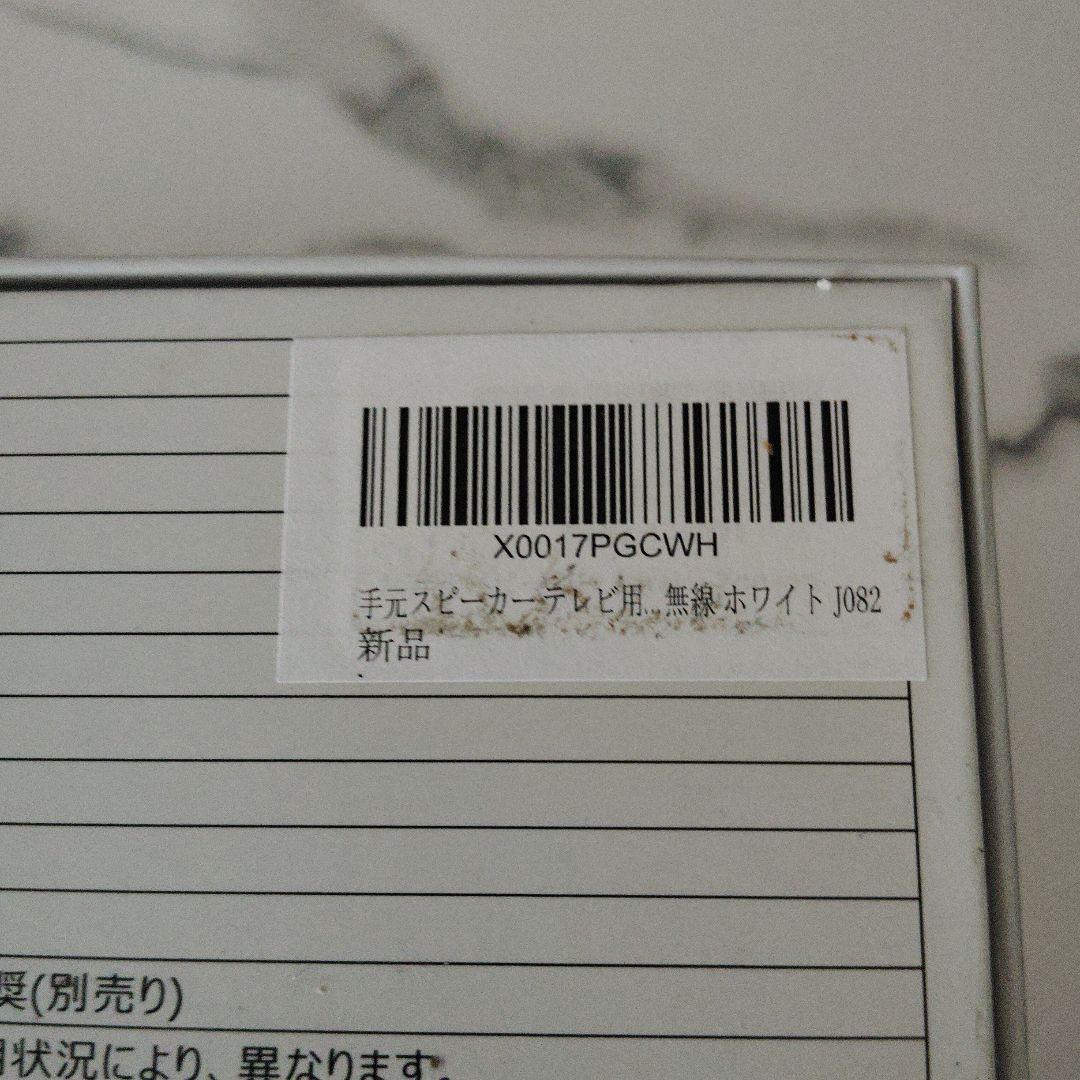 X0017PGCWH
手元スピーカー テレビ用...無線 ホワイト J082
新品
奨(別売り)
状況により、異なります。